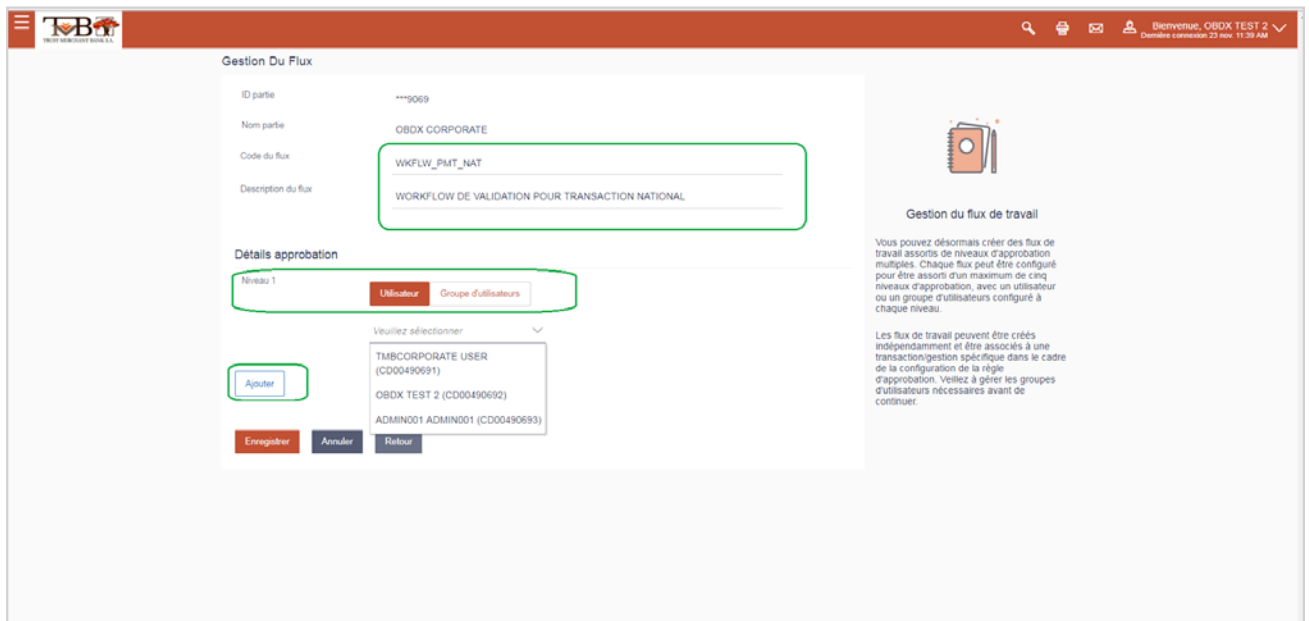 TMB
TRUST MERCHANT BANK S.A.
Bienvenue, OBDX TEST 2
Dernière connexion 23 nov. 11:39 AM
Gestion Du Flux
ID partie
***9069
Nom partie
OBDX CORPORATE
Code du flux
WKFLW_PMT_NAT
Description du flux
WORKFLOW DE VALIDATION POUR TRANSACTION NATIONAL
Détails approbation
Niveau 1
Utilisateur
Groupe d'utilisateurs
Veuillez sélectionner
TMBCORPORATE USER
(CD00490691)
OBDX TEST 2 (CD00490692)
ADMIN001 ADMIN001 (CD00490693)
Ajouter
Enregistrer
Annuler
Retour
Gestion du flux de travail
Vous pouvez désormais créer des flux de
travail assortis de niveaux d'approbation
multiples. Chaque flux peut être configuré
pour être assorti d'un maximum de cinq
niveaux d'approbation, avec un utilisateur
ou un groupe d'utilisateurs configuré à
chaque niveau.
Les flux de travail peuvent être créés
indépendamment et être associés à une
transaction/gestion spécifique dans le cadre
de la configuration de la règle
d'approbation. Veillez à gérer les groupes
d'utilisateurs nécessaires avant de
continuer.